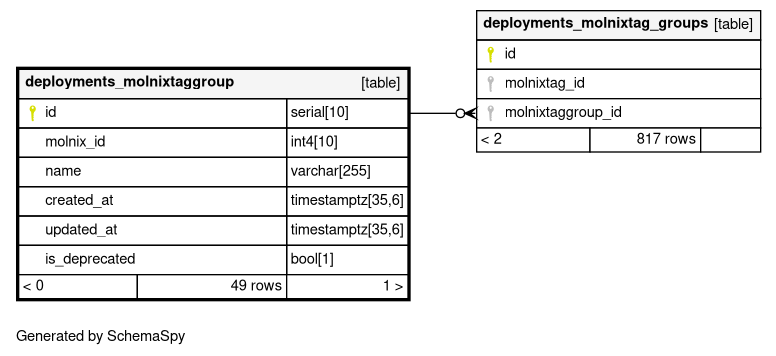 deployments_molnixtag_groups [table]
id
molnixtag_id
molnixtaggroup_id
< 2 817 rows
deployments_molnixtaggroup [table]
id serial[10]
molnix_id int4[10]
name varchar[255]
created_at timestamptz[35,6]
updated_at timestamptz[35,6]
is_deprecated bool[1]
< 0 49 rows 1 >
Generated by SchemaSpy